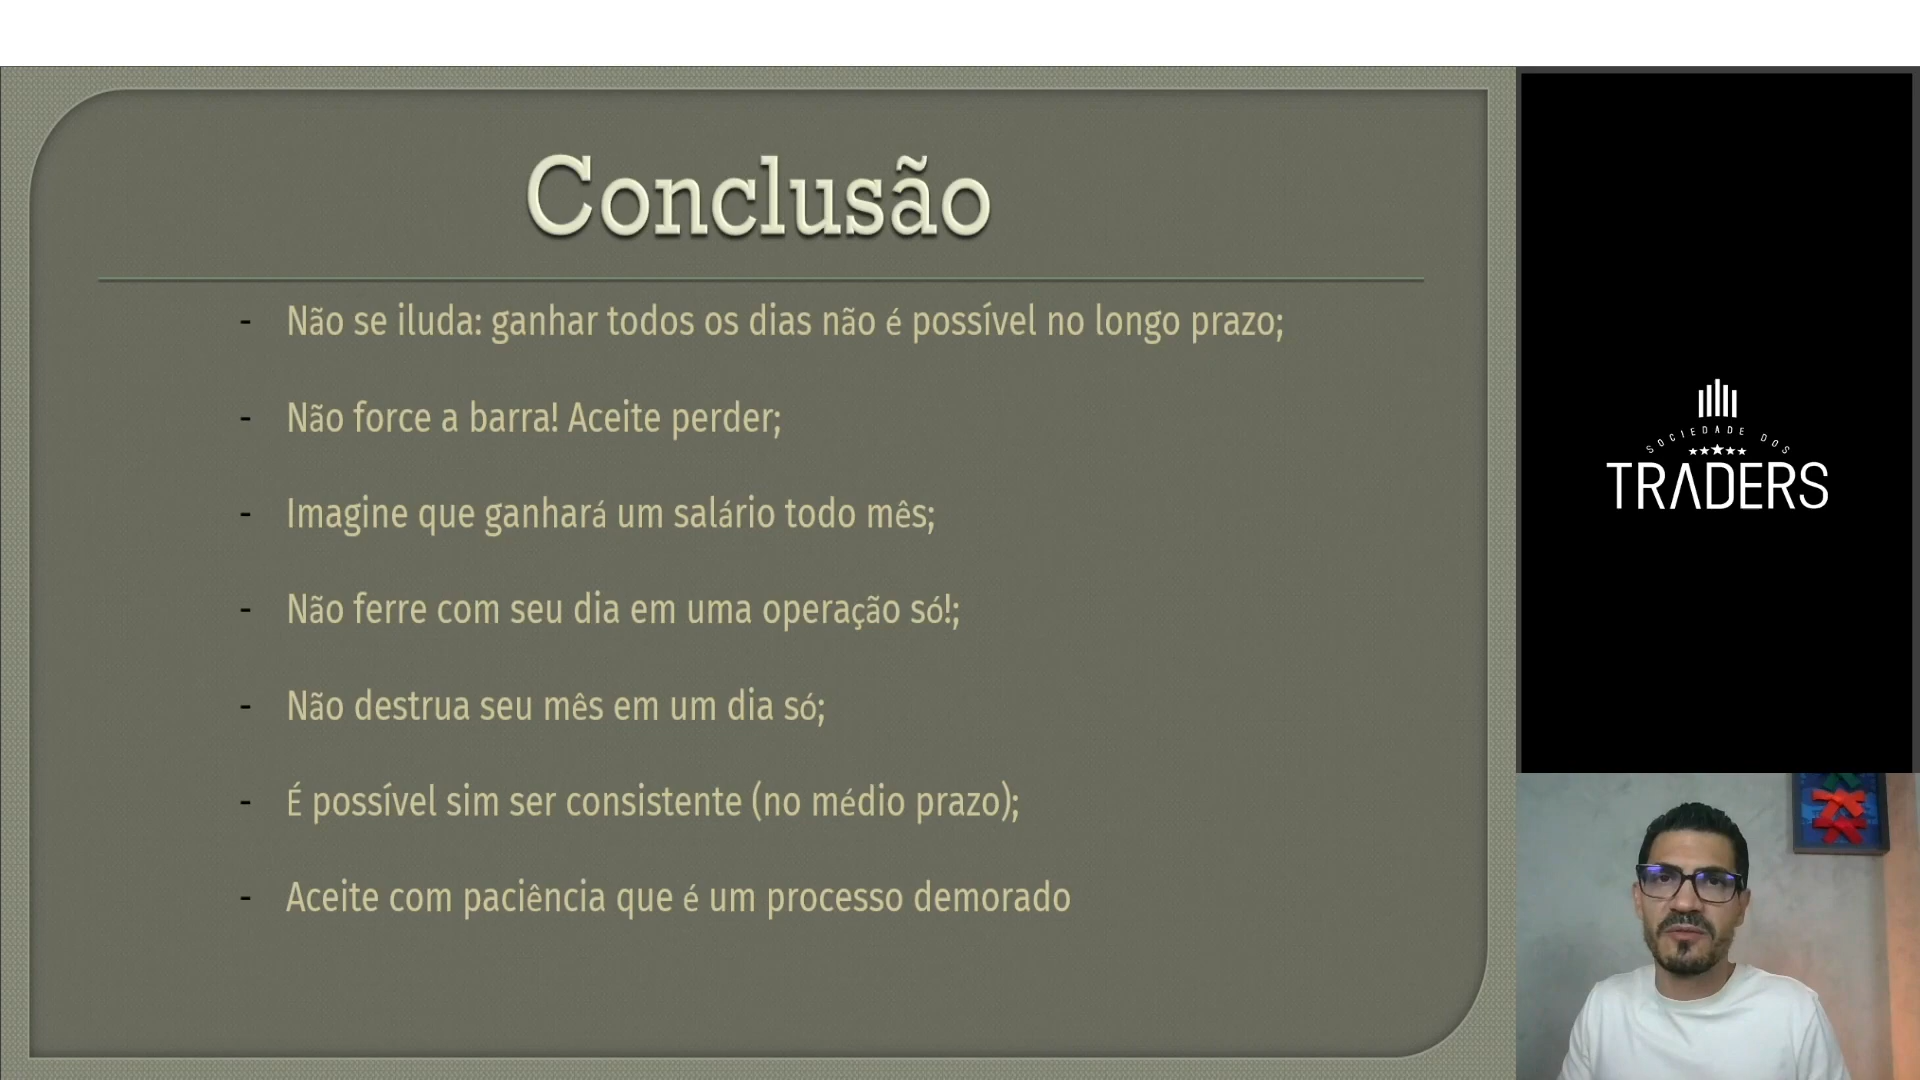 Conclusão
- Não se iluda: ganhar todos os dias não é possível no longo prazo;
- Não force a barra! Aceite perder;
- Imagine que ganhará um salário todo mês;
- Não ferre com seu dia em uma operação só!;
- Não destrua seu mês em um dia só;
- É possível sim ser consistente (no médio prazo);
- Aceite com paciência que é um processo demorado
SOCIEDADE DOS
TRADERS